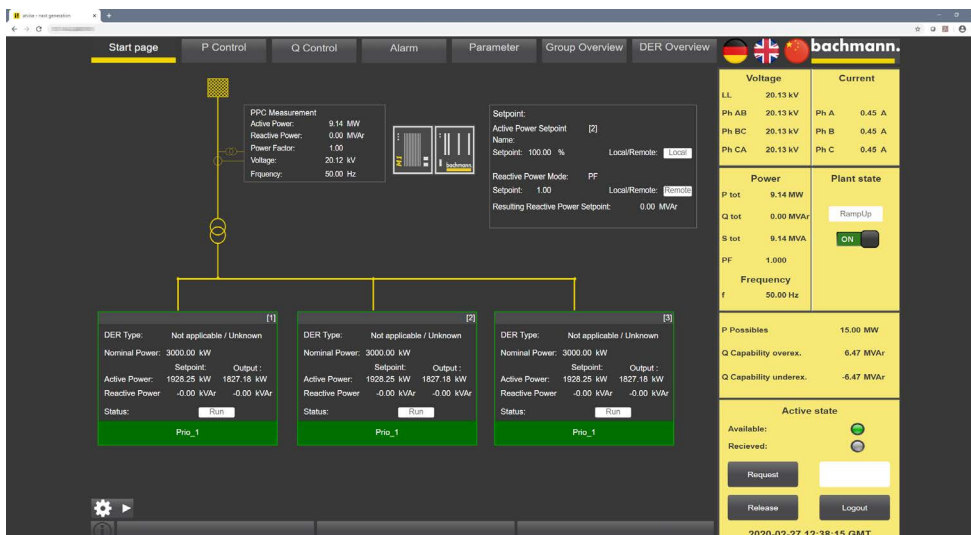 Start page
P Control
Q Control
Alarm
Parameter
Group Overview
DER Overview
bachmann.
PPC Measurement
Active Power: 9.14 MW
Reactive Power: 0.00 MVAr
Power Factor: 1.00
Voltage: 20.12 kV
Frquency: 50.00 Hz
M1
bachmann.
Setpoint:
Active Power Setpoint [2]
Name:
Setpoint: 100.00 % Local/Remote: Local
Reactive Power Mode: PF
Setpoint: 1.00 Local/Remote: Remote
Resulting Reactive Power Setpoint: 0.00 MVAr
[1]
DER Type: Not applicable / Unknown
Nominal Power: 3000.00 kW
Setpoint: Output :
Active Power: 1928.25 kW 1827.18 kW
Reactive Power -0.00 kVAr -0.00 kVAr
Status: Run
Prio_1
[2]
DER Type: Not applicable / Unknown
Nominal Power: 3000.00 kW
Setpoint: Output :
Active Power: 1928.25 kW 1827.18 kW
Reactive Power -0.00 kVAr -0.00 kVAr
Status: Run
Prio_1
[3]
DER Type: Not applicable / Unknown
Nominal Power: 3000.00 kW
Setpoint: Output :
Active Power: 1928.25 kW 1827.18 kW
Reactive Power -0.00 kVAr -0.00 kVAr
Status: Run
Prio_1
Voltage
LL 20.13 kV
Ph AB 20.13 kV
Ph BC 20.13 kV
Ph CA 20.13 kV
Current
Ph A 0.45 A
Ph B 0.45 A
Ph C 0.45 A
Power
P tot 9.14 MW
Q tot 0.00 MVAr
S tot 9.14 MVA
PF 1.000
Frequency
f 50.00 Hz
Plant state
RampUp
ON
P Possibles 15.00 MW
Q Capability overex. 6.47 MVAr
Q Capability underex. -6.47 MVAr
Active state
Available:
Recieved:
Request
Release
Logout
2020-02-27 12:38:15 GMT